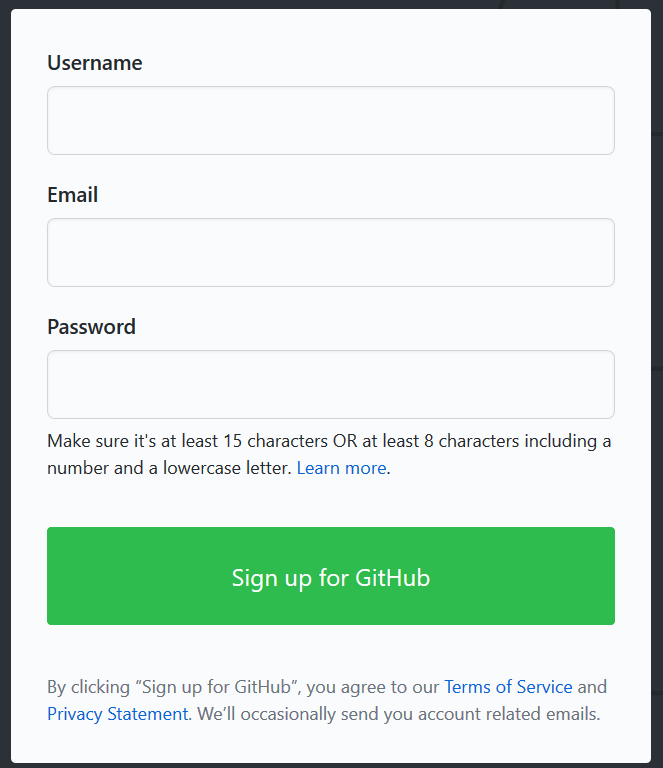 Username
Email
Password
Make sure it's at least 15 characters OR at least 8 characters including a
number and a lowercase letter. Learn more.
Sign up for GitHub
By clicking “Sign up for GitHub”, you agree to our Terms of Service and
Privacy Statement. We’ll occasionally send you account related emails.